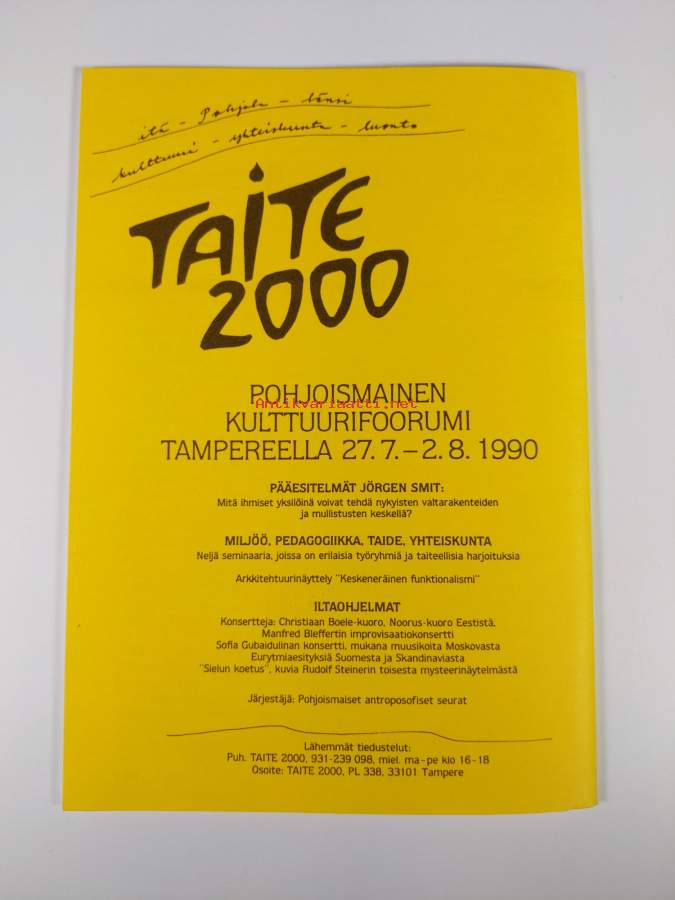 itä - Pohjola - länsi
kulttuuri - yhteiskunta - luonto
TAITE
2000
POHJOISMAINEN
Antikvariaatti.net
KULTTUURIFOORUMI
TAMPEREELLA 27.7.–2.8.1990
PÄÄESITELMÄT JÖRGEN SMIT:
Mitä ihmiset yksilöinä voivat tehdä nykyisten valtarakenteiden
ja mullistusten keskellä?
MILJÖÖ, PEDAGOGIIKKA, TAIDE, YHTEISKUNTA
Neljä seminaaria, joissa on erilaisia työryhmiä ja taiteellisia harjoituksia
Arkkitehtuurinäyttely "Keskeneräinen funktionalismi"
ILTAOHJELMAT
Konsertteja: Christiaan Boele-kuoro, Noorus-kuoro Eestistä,
Manfred Bleffertin improvisaatiokonsertti
Sofia Gubaidulinan konsertti, mukana muusikoita Moskovasta
Eurytmiaesityksiä Suomesta ja Skandinaviasta
"Sielun koetus", kuvia Rudolf Steinerin toisesta mysteerinäytelmästä
Järjestäjä: Pohjoismaiset antroposofiset seurat
Lähemmät tiedustelut:
Puh. TAITE 2000, 931-239 098, miel. ma-pe klo 16-18
Osoite: TAITE 2000, PL 338, 33101 Tampere